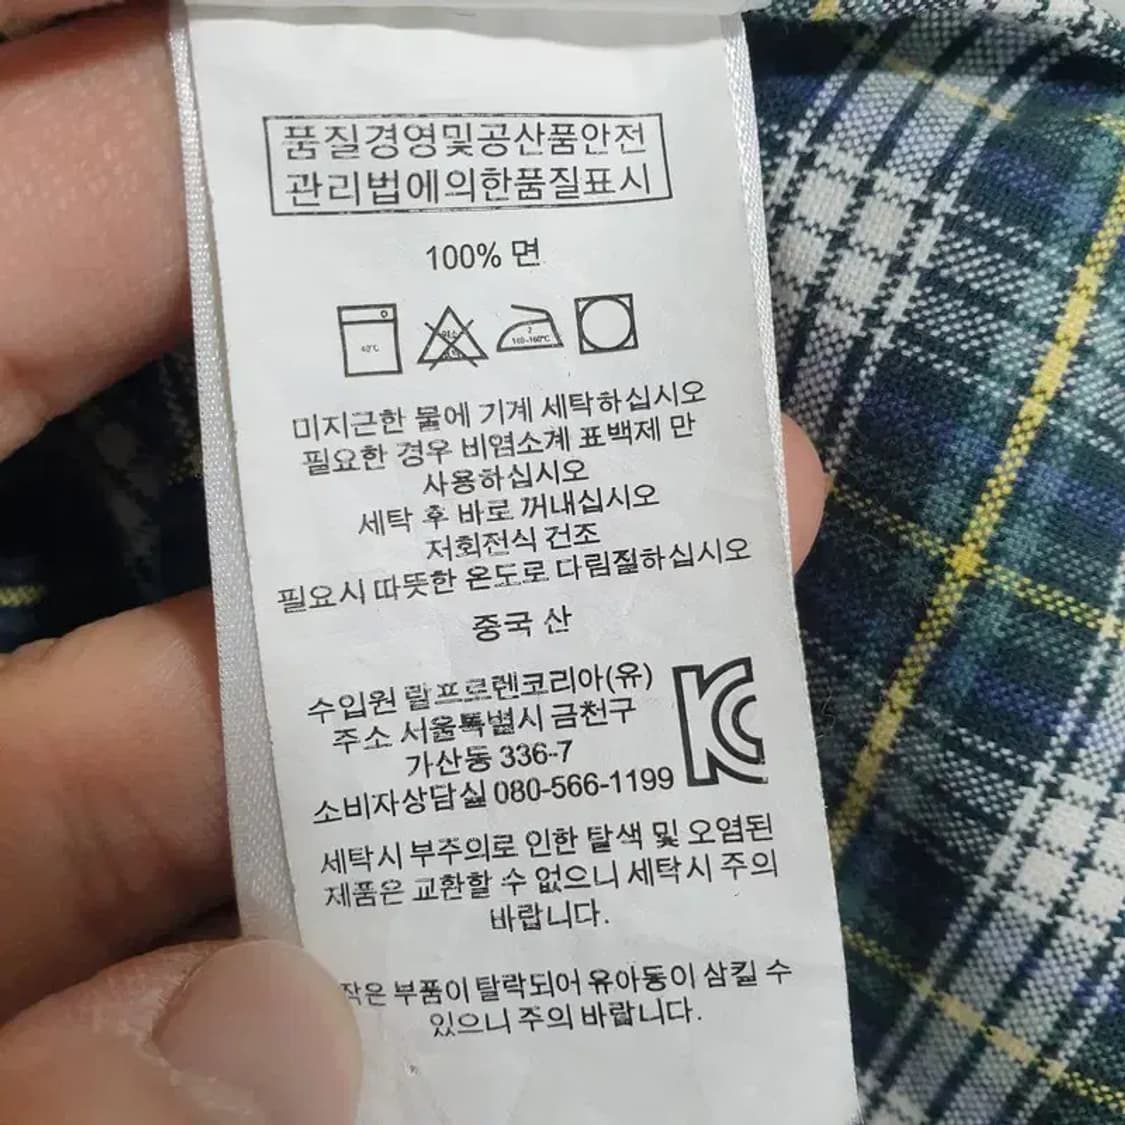 품질경영및공산품안전
관리법에의한품질표시
100% 면
40℃
염소
2
140-160℃
미지근한 물에 기계 세탁하십시오
필요한 경우 비염소계 표백제 만
사용하십시오
세탁 후 바로 꺼내십시오
저회전식 건조
필요시 따뜻한 온도로 다림젏하십시오
중국 산
수입원 랄프로렌코리아(유)
주소 서울특별시 금천구
가산동 336-7
소비자상담실 080-566-1199
KC
세탁시 부주의로 인한 탈색 및 오염된
제품은 교환할 수 없으니 세탁시 주의
바랍니다.
작은 부품이 탈락되어 유아동이 삼킬 수
있으니 주의 바랍니다.